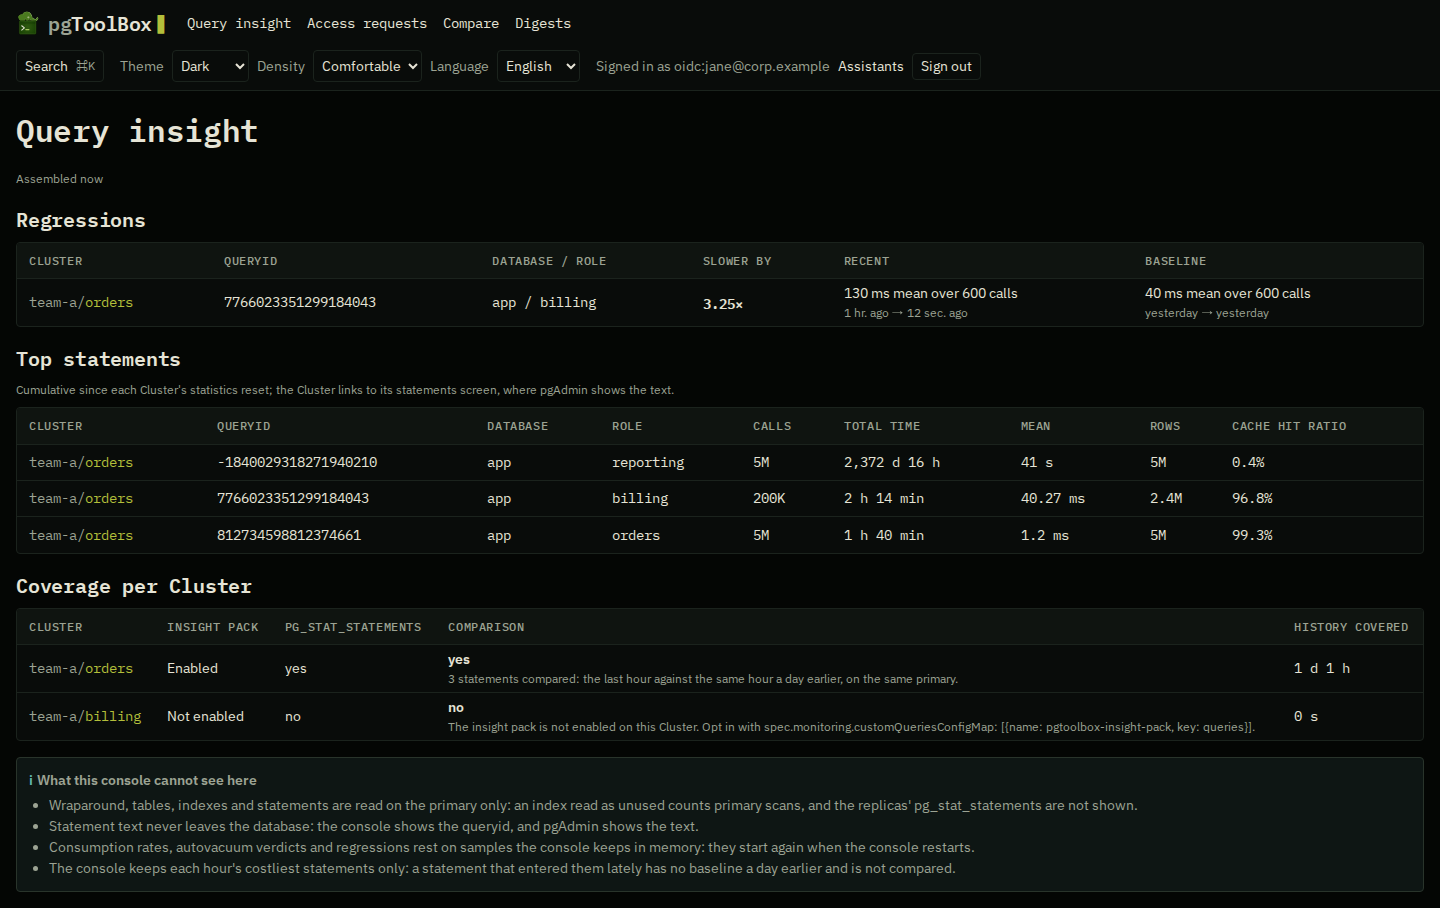 pgToolBox Query insight Access requests Compare Digests
Search ⌘K Theme Dark Density Comfortable Language English Signed in as oidc:jane@corp.example Assistants Sign out
Query insight
Assembled now
Regressions
CLUSTER QUERYID DATABASE / ROLE SLOWER BY RECENT BASELINE
team-a/orders 7766023351299184043 app / billing 3.25× 130 ms mean over 600 calls 40 ms mean over 600 calls
1 hr. ago → 12 sec. ago yesterday → yesterday
Top statements
Cumulative since each Cluster's statistics reset; the Cluster links to its statements screen, where pgAdmin shows the text.
CLUSTER QUERYID DATABASE ROLE CALLS TOTAL TIME MEAN ROWS CACHE HIT RATIO
team-a/orders -1840029318271940210 app reporting 5M 2,372 d 16 h 41 s 5M 0.4%
team-a/orders 7766023351299184043 app billing 200K 2 h 14 min 40.27 ms 2.4M 96.8%
team-a/orders 812734598812374661 app orders 5M 1 h 40 min 1.2 ms 5M 99.3%
Coverage per Cluster
CLUSTER INSIGHT PACK PG_STAT_STATEMENTS COMPARISON HISTORY COVERED
team-a/orders Enabled yes yes 1 d 1 h
3 statements compared: the last hour against the same hour a day earlier, on the same primary.
team-a/billing Not enabled no no 0 s
The insight pack is not enabled on this Cluster. Opt in with spec.monitoring.customQueriesConfigMap: [{name: pgtoolbox-insight-pack, key: queries}].
i What this console cannot see here
• Wraparound, tables, indexes and statements are read on the primary only: an index read as unused counts primary scans, and the replicas' pg_stat_statements are not shown.
• Statement text never leaves the database: the console shows the queryid, and pgAdmin shows the text.
• Consumption rates, autovacuum verdicts and regressions rest on samples the console keeps in memory: they start again when the console restarts.
• The console keeps each hour's costliest statements only: a statement that entered them lately has no baseline a day earlier and is not compared.